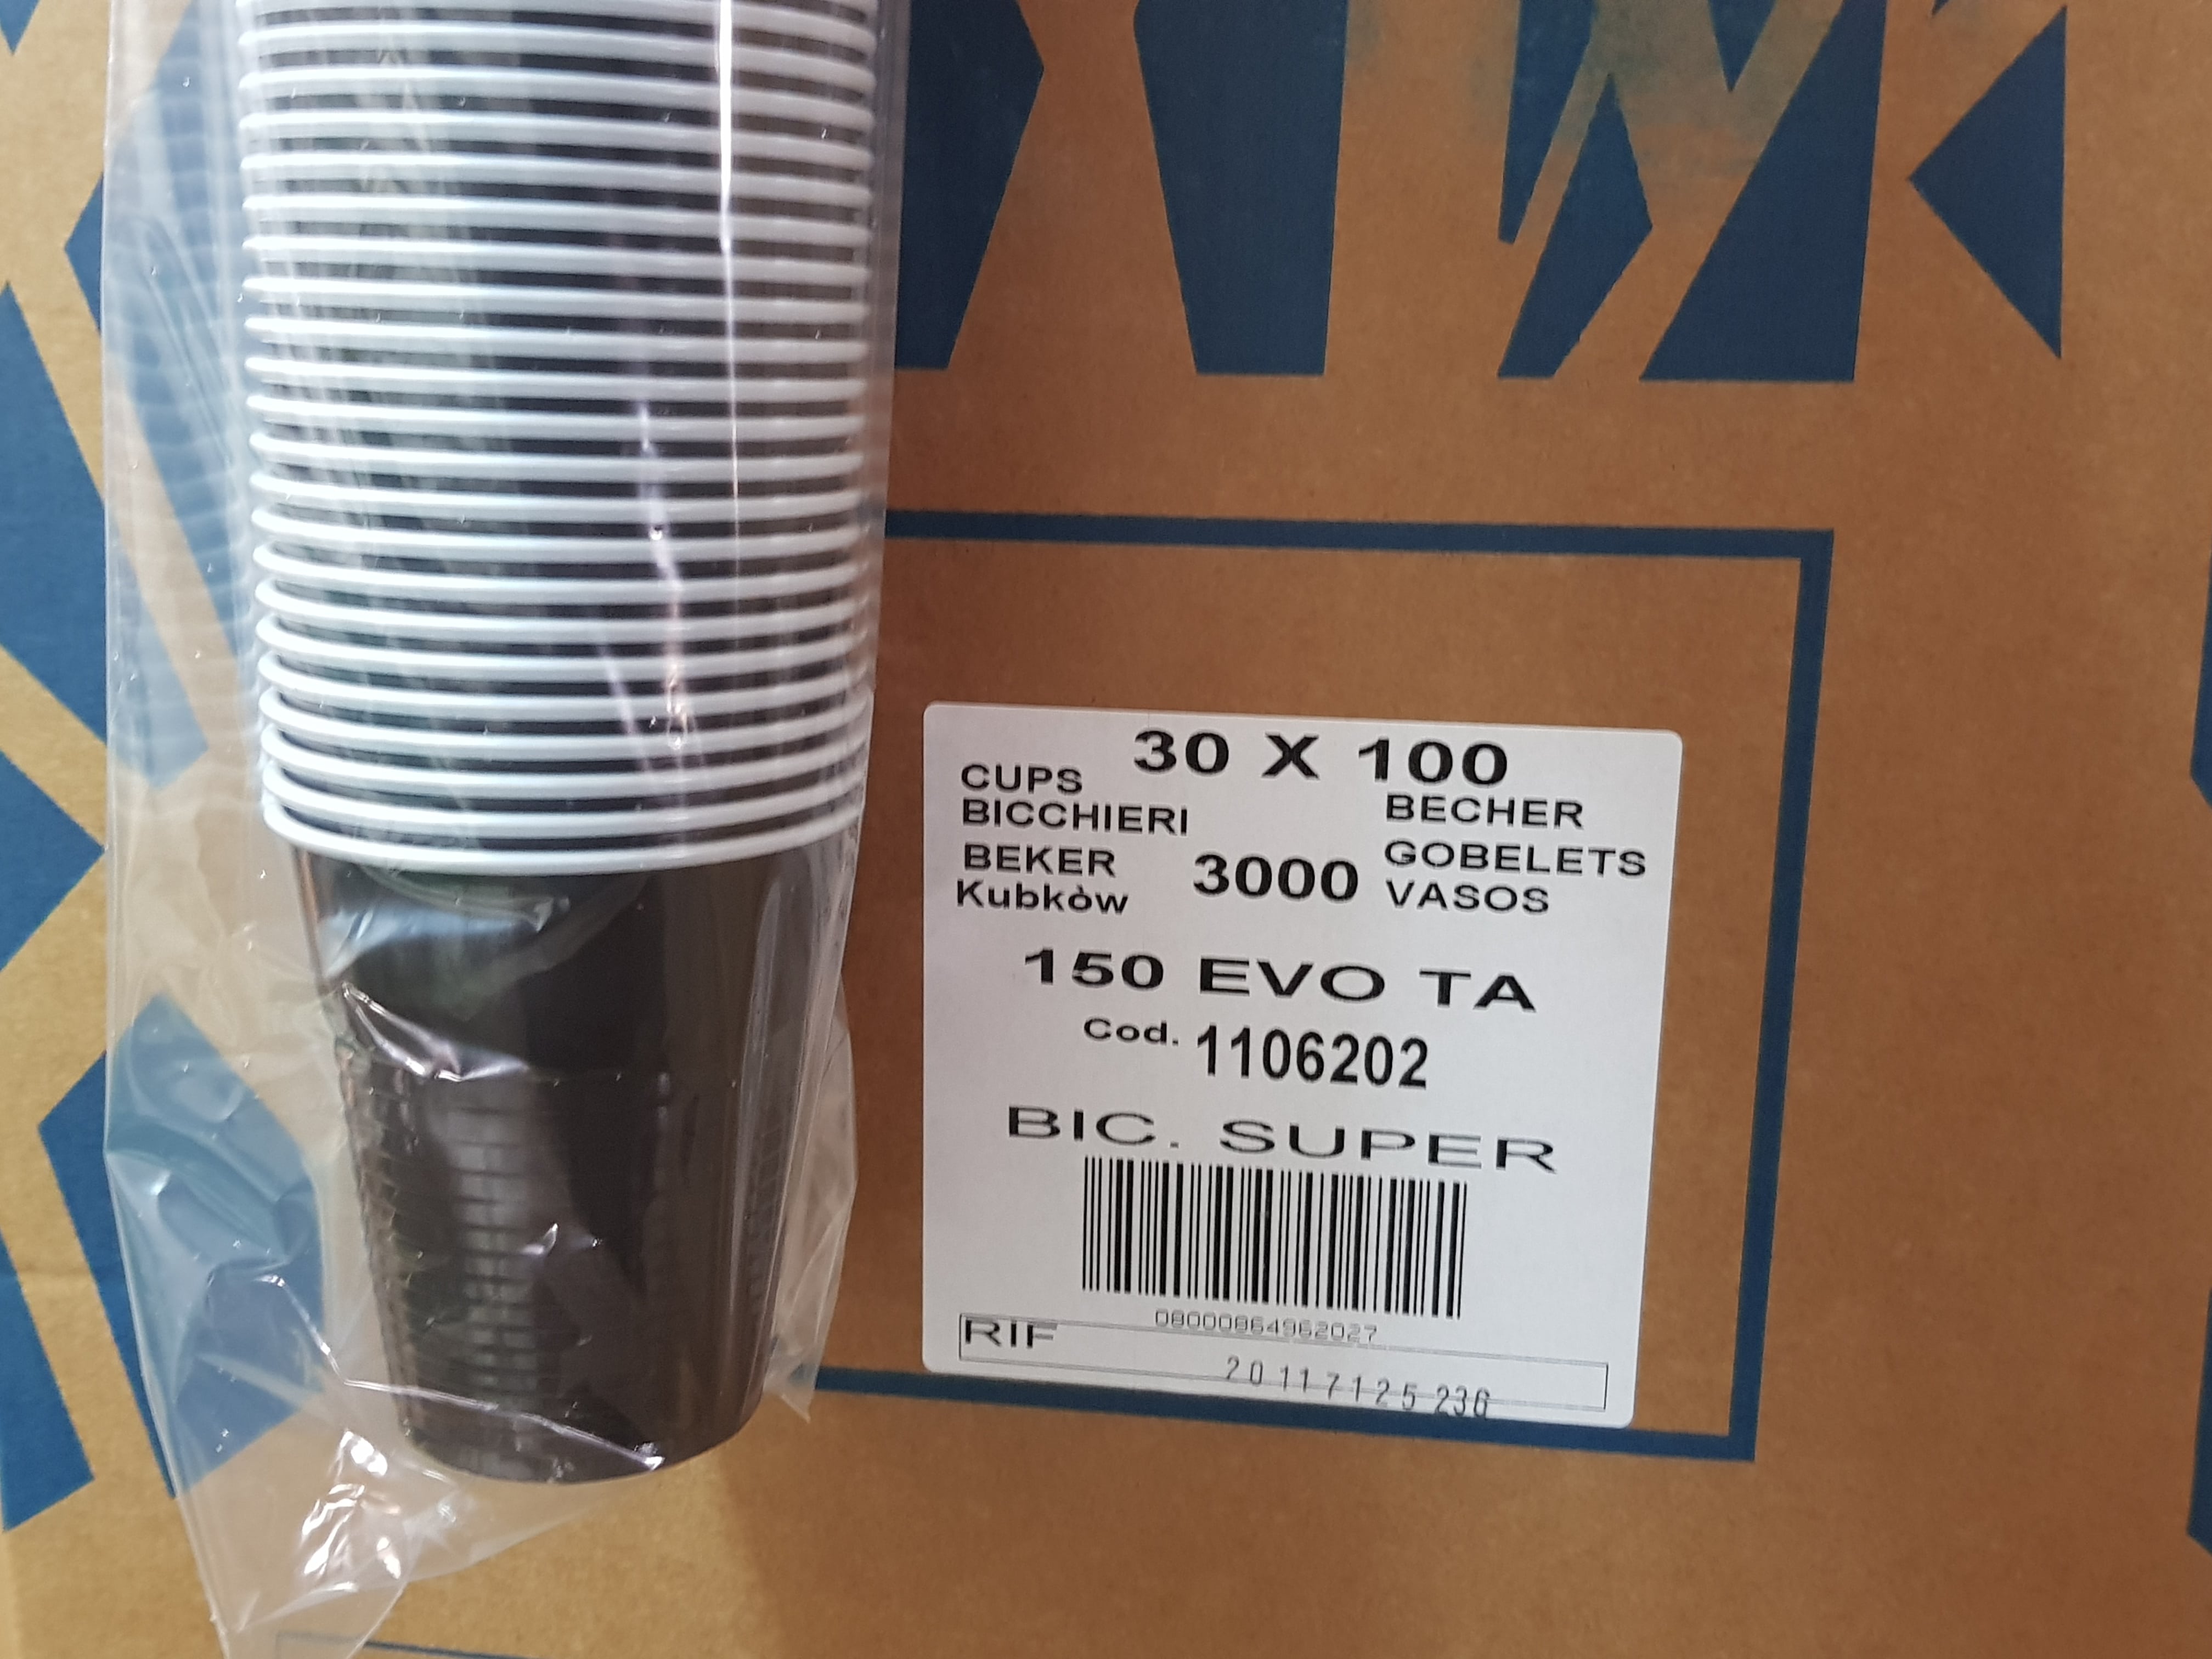 30 X 100
CUPS
BICCHIERI
BECHER
BEKER
3000
GOBELETS
Kubkòw
VASOS
150 EVO TA
Cod. 1106202
BIC. SUPER
08000864962027
RIF
20117125 236